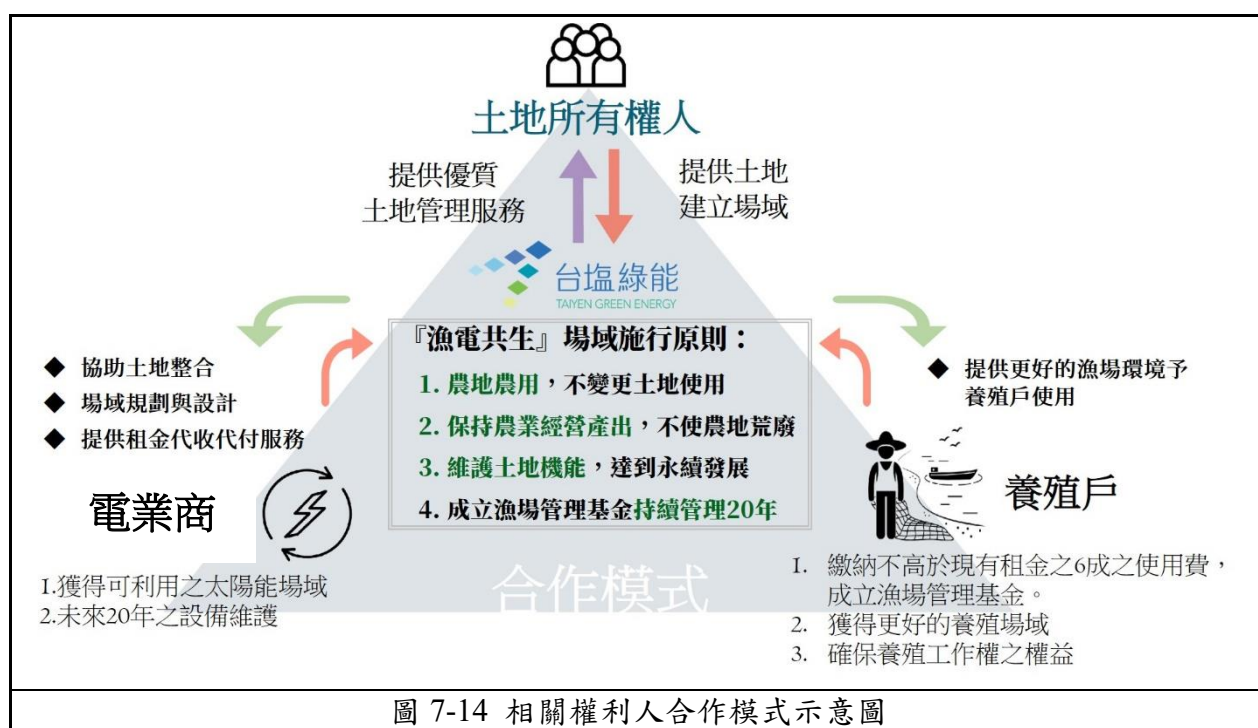 土地所有權人
提供優質
土地管理服務
提供土地
建立場域
台塩綠能
TAIYEN GREEN ENERGY
『漁電共生』場域施行原則：
1. 農地農用，不變更土地使用
2. 保持農業經營產出，不使農地荒廢
3. 維護土地機能，達到永續發展
4. 成立漁場管理基金持續管理20年
◆ 協助土地整合
◆ 場域規劃與設計
◆ 提供租金代收代付服務
電業商
1.獲得可利用之太陽能場域
2.未來20年之設備維護
◆ 提供更好的漁場環境予
養殖戶使用
養殖戶
1. 繳納不高於現有租金之6成之使用費，
成立漁場管理基金。
2. 獲得更好的養殖場域
3. 確保養殖工作權之權益
合作模式
圖 7-14 相關權利人合作模式示意圖